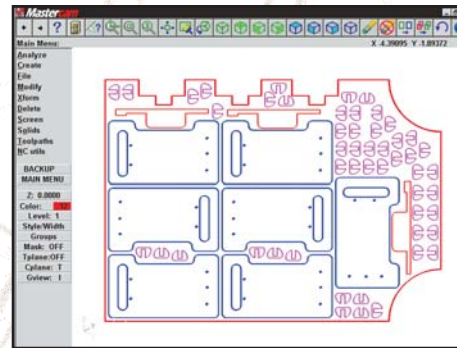 Mastercam
Main Menu:
X -4.39095 Y -1.89372
Analyze
Create
File
Modify
Xform
Delete
Screen
Solids
Toolpaths
NC utils
BACKUP
MAIN MENU
Z: 0.0000
Color: 12
Level: 1
Style/Width
Groups
Mask: OFF
Tplane:OFF
Cplane: T
Gview: T